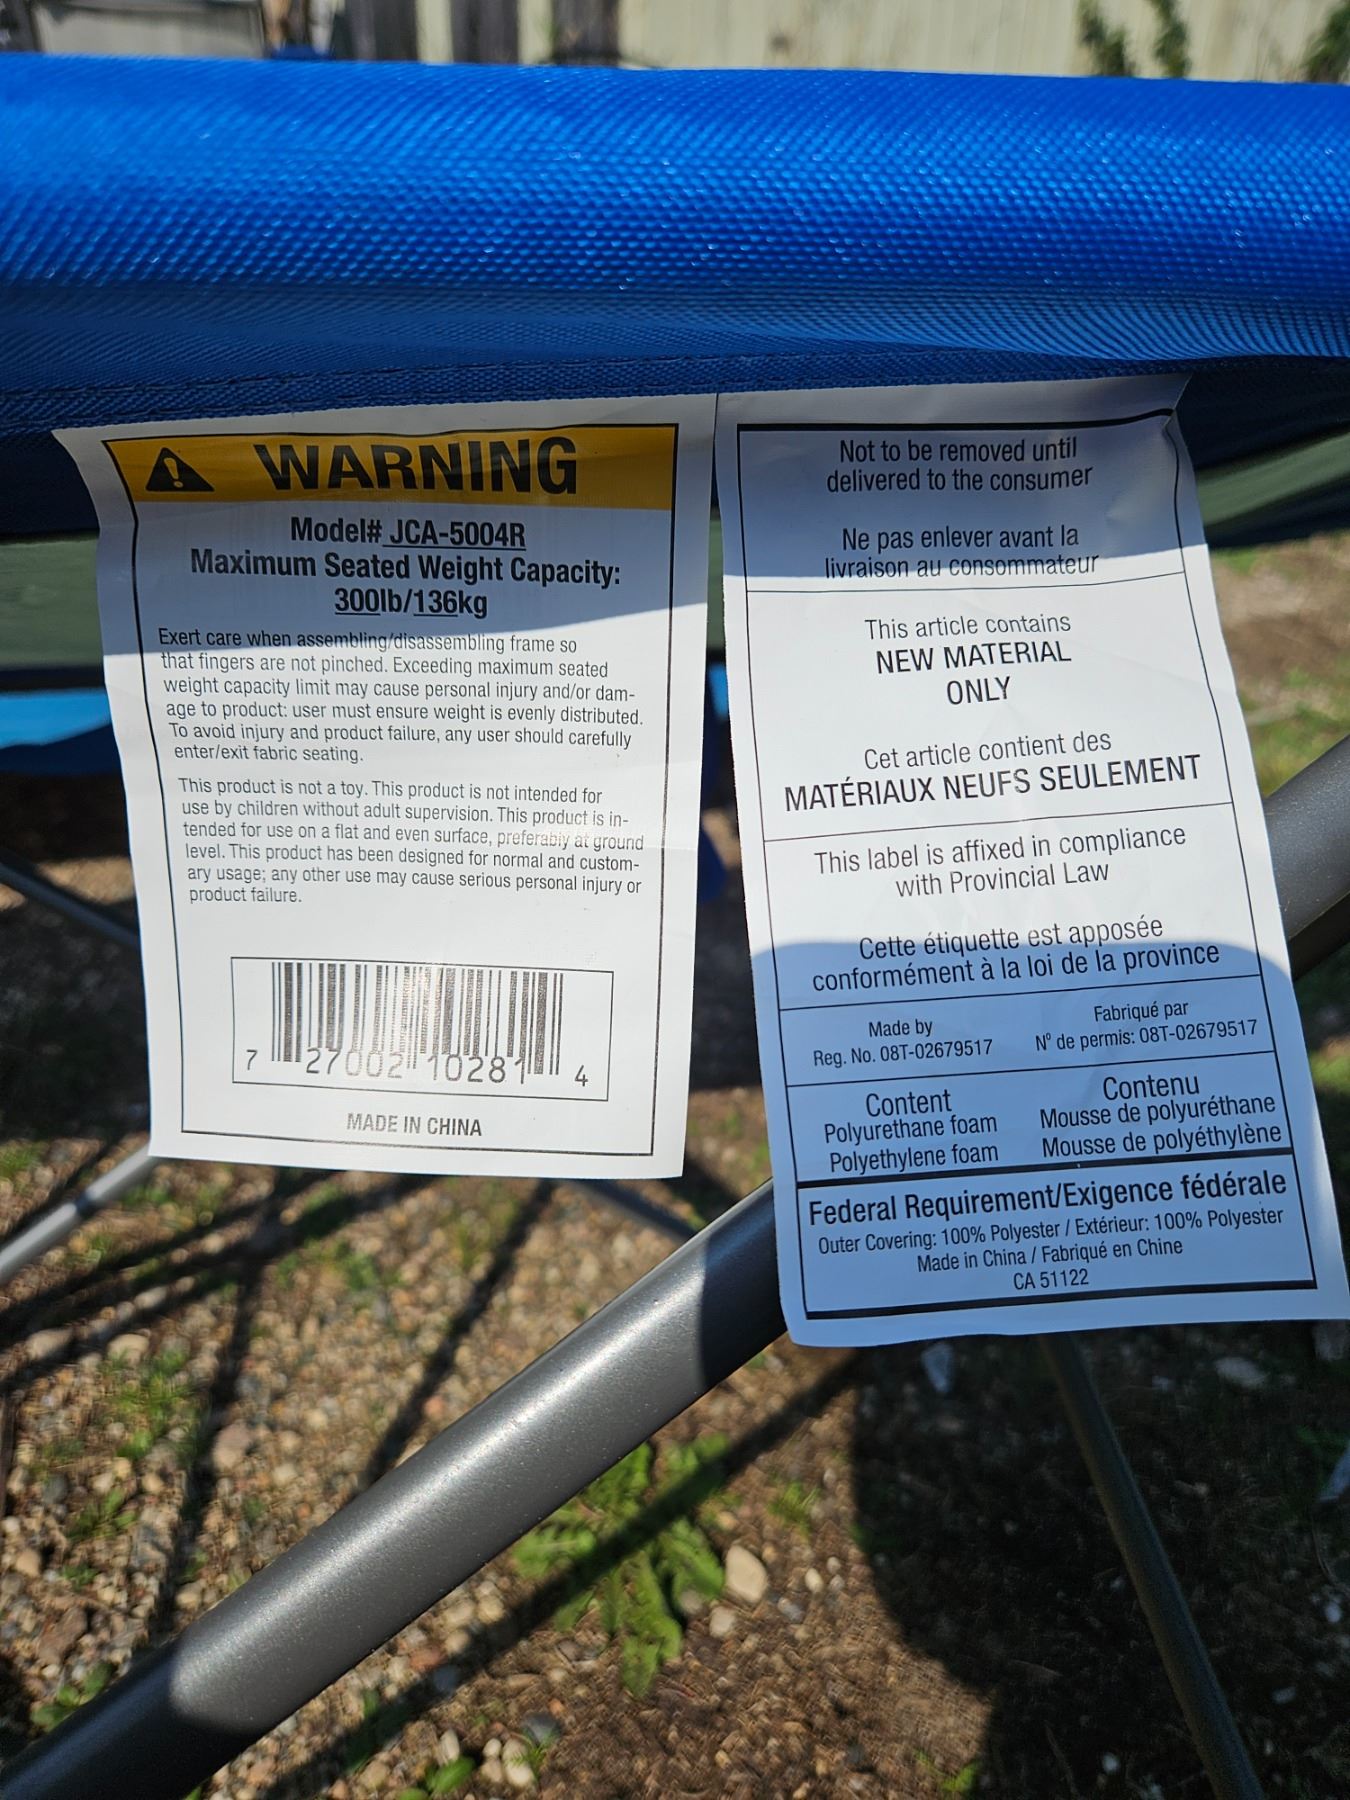 WARNING
Model# JCA-5004R
Maximum Seated Weight Capacity:
300lb/136kg
Exert care when assembling/disassembling frame so
that fingers are not pinched. Exceeding maximum seated
weight capacity limit may cause personal injury and/or dam-
age to product: user must ensure weight is evenly distributed.
To avoid injury and product failure, any user should carefully
enter/exit fabric seating.
This product is not a toy. This product is not intended for
use by children without adult supervision. This product is in-
tended for use on a flat and even surface, preferably at ground
level. This product has been designed for normal and custom-
ary usage; any other use may cause serious personal injury or
product failure.
7 27002 10281 4
MADE IN CHINA
Not to be removed until
delivered to the consumer
Ne pas enlever avant la
livraison au consommateur
This article contains
NEW MATERIAL
ONLY
Cet article contient des
MATÉRIAUX NEUFS SEULEMENT
This label is affixed in compliance
with Provincial Law
Cette étiquette est apposée
conformément à la loi de la province
Made by
Reg. No. 08T-02679517
Fabriqué par
Nº de permis: 08T-02679517
Content
Polyurethane foam
Polyethylene foam
Contenu
Mousse de polyuréthane
Mousse de polyéthylène
Federal Requirement/Exigence fédérale
Outer Covering: 100% Polyester / Extérieur: 100% Polyester
Made in China / Fabriqué en Chine
CA 51122